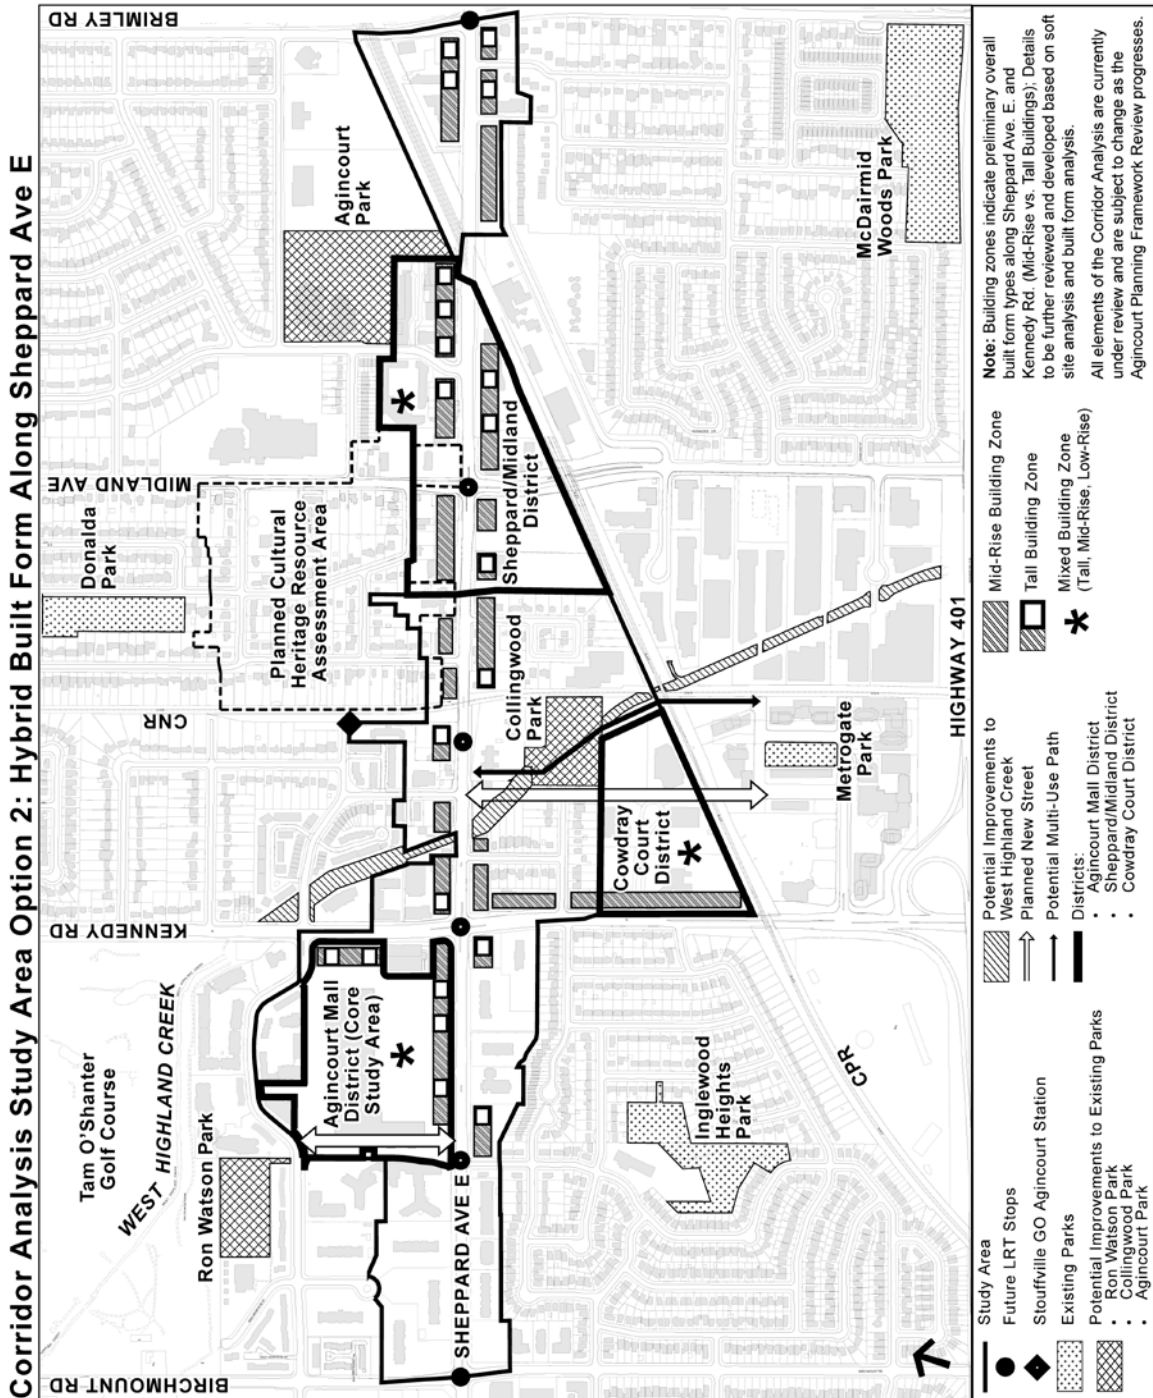 Corridor Analysis Study Area Option 2: Hybrid Built Form Along Sheppard Ave E
BIRCHMOUNT RD
KENNEDY RD
CNR
MIDLAND AVE
BRIMLEY RD
Tam O'Shanter
Golf Course
WEST HIGHLAND CREEK
Ron Watson Park
Agincourt Mall
District (Core
Study Area)
SHEPPARD AVE E
Donalda
Park
Planned Cultural
Heritage Resource
Assessment Area
Agincourt
Park
Sheppard/Midland
District
Collingwood
Park
Cowdray
Court
District
Inglewood
Heights
Park
CPR
Metrogate
Park
McDairmid
Woods Park
HIGHWAY 401
Study Area
Future LRT Stops
Stouffville GO Agincourt Station
Existing Parks
Potential Improvements to Existing Parks
• Ron Watson Park
• Collingwood Park
• Agincourt Park
Potential Improvements to
West Highland Creek
Planned New Street
Potential Multi-Use Path
Districts:
• Agincourt Mall District
• Sheppard/Midland District
• Cowdray Court District
Mid-Rise Building Zone
Tall Building Zone
Mixed Building Zone
(Tall, Mid-Rise, Low-Rise)
Note: Building zones indicate preliminary overall
built form types along Sheppard Ave. E. and
Kennedy Rd. (Mid-Rise vs. Tall Buildings); Details
to be further reviewed and developed based on soft
site analysis and built form analysis.
All elements of the Corridor Analysis are currently
under review and are subject to change as the
Agincourt Planning Framework Review progresses.